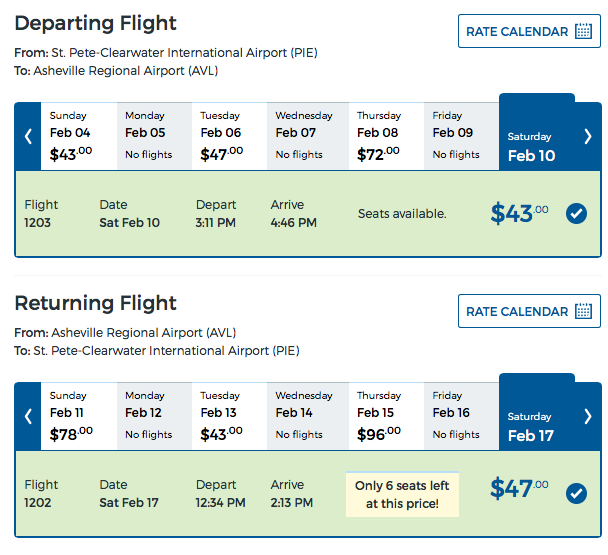 Departing Flight
RATE CALENDAR
From: St. Pete-Clearwater International Airport (PIE)
To: Asheville Regional Airport (AVL)
Sunday Monday Tuesday Wednesday Thursday Friday Saturday
Feb 04 Feb 05 Feb 06 Feb 07 Feb 08 Feb 09 Feb 10
$43.00 No flights $47.00 No flights $72.00 No flights
Flight Date Depart Arrive Seats available. $43.00
1203 Sat Feb 10 3:11 PM 4:46 PM
Returning Flight
RATE CALENDAR
From: Asheville Regional Airport (AVL)
To: St. Pete-Clearwater International Airport (PIE)
Sunday Monday Tuesday Wednesday Thursday Friday Saturday
Feb 11 Feb 12 Feb 13 Feb 14 Feb 15 Feb 16 Feb 17
$78.00 No flights $43.00 No flights $96.00 No flights
Flight Date Depart Arrive Only 6 seats left $47.00
1202 Sat Feb 17 12:34 PM 2:13 PM at this price!